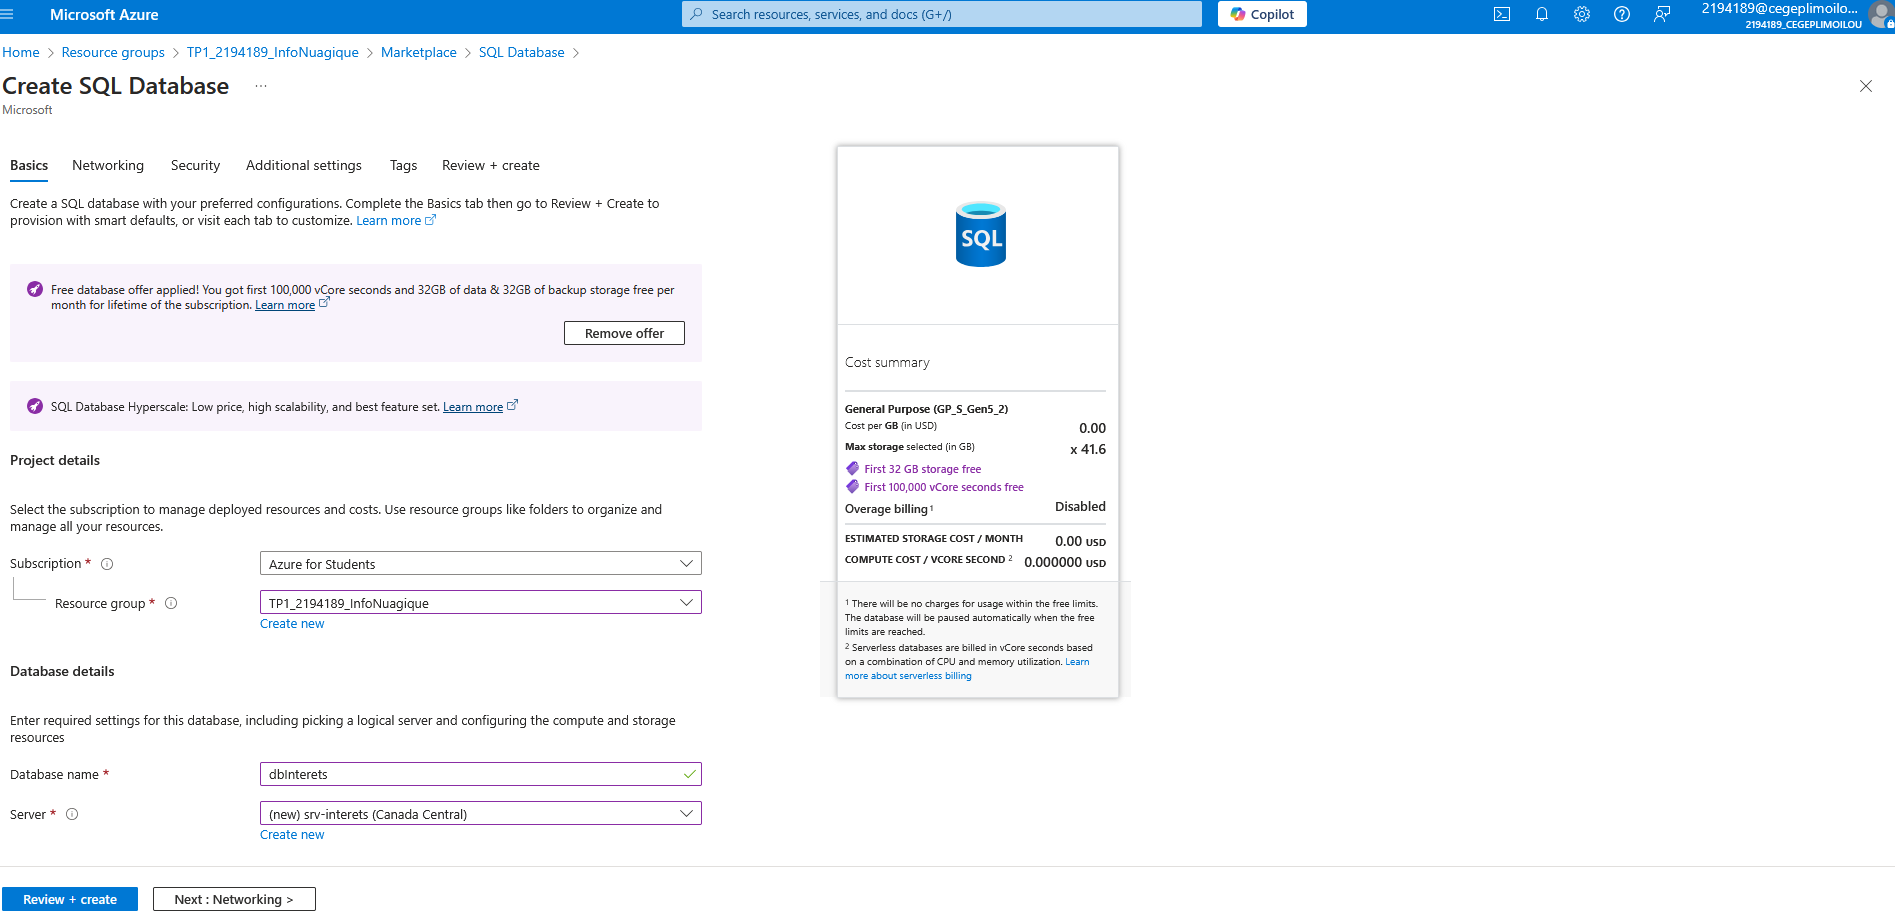 Microsoft Azure
Search resources, services, and docs (G+/)
Copilot
2194189@cegeplimoilou...
2194189_CEGEPLIMOILOU
Home > Resource groups > TP1_2194189_InfoNuagique > Marketplace > SQL Database >
Create SQL Database ...
Microsoft
Basics Networking Security Additional settings Tags Review + create
Create a SQL database with your preferred configurations. Complete the Basics tab then go to Review + Create to
provision with smart defaults, or visit each tab to customize. Learn more
Free database offer applied! You got first 100,000 vCore seconds and 32GB of data & 32GB of backup storage free per
month for lifetime of the subscription. Learn more
Remove offer
SQL Database Hyperscale: Low price, high scalability, and best feature set. Learn more
Project details
Select the subscription to manage deployed resources and costs. Use resource groups like folders to organize and
manage all your resources.
Subscription * Azure for Students
Resource group * TP1_2194189_InfoNuagique
Create new
Database details
Enter required settings for this database, including picking a logical server and configuring the compute and storage
resources
Database name * dbInterets
Server * (new) srv-interets (Canada Central)
Create new
Review + create
Next : Networking >
SQL
Cost summary
General Purpose (GP_S_Gen5_2)
Cost per GB (in USD) 0.00
Max storage selected (in GB) x 41.6
First 32 GB storage free
First 100,000 vCore seconds free
Overage billing 1 Disabled
ESTIMATED STORAGE COST / MONTH 0.00 USD
COMPUTE COST / VCORE SECOND 2 0.000000 USD
1 There will be no charges for usage within the free limits.
The database will be paused automatically when the free
limits are reached.
2 Serverless databases are billed in vCore seconds based
on a combination of CPU and memory utilization. Learn
more about serverless billing